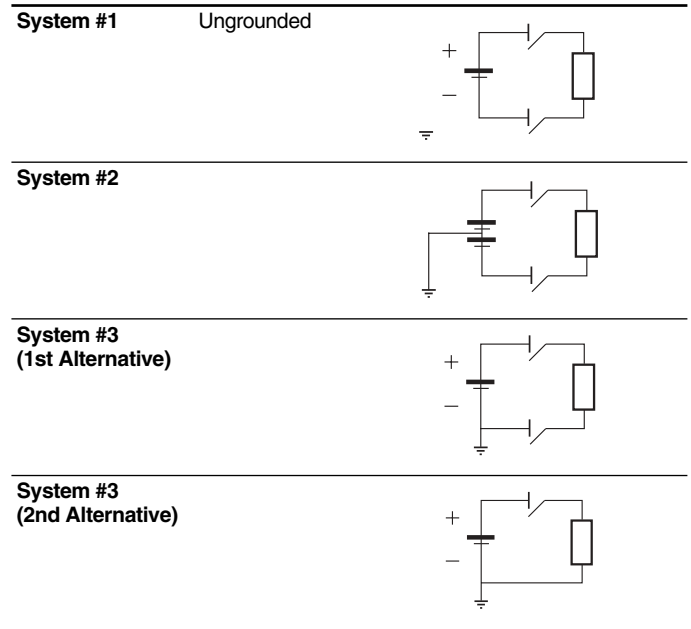 System #1 Ungrounded
+
–
System #2
System #3
(1st Alternative)
+
–
System #3
(2nd Alternative)
+
–